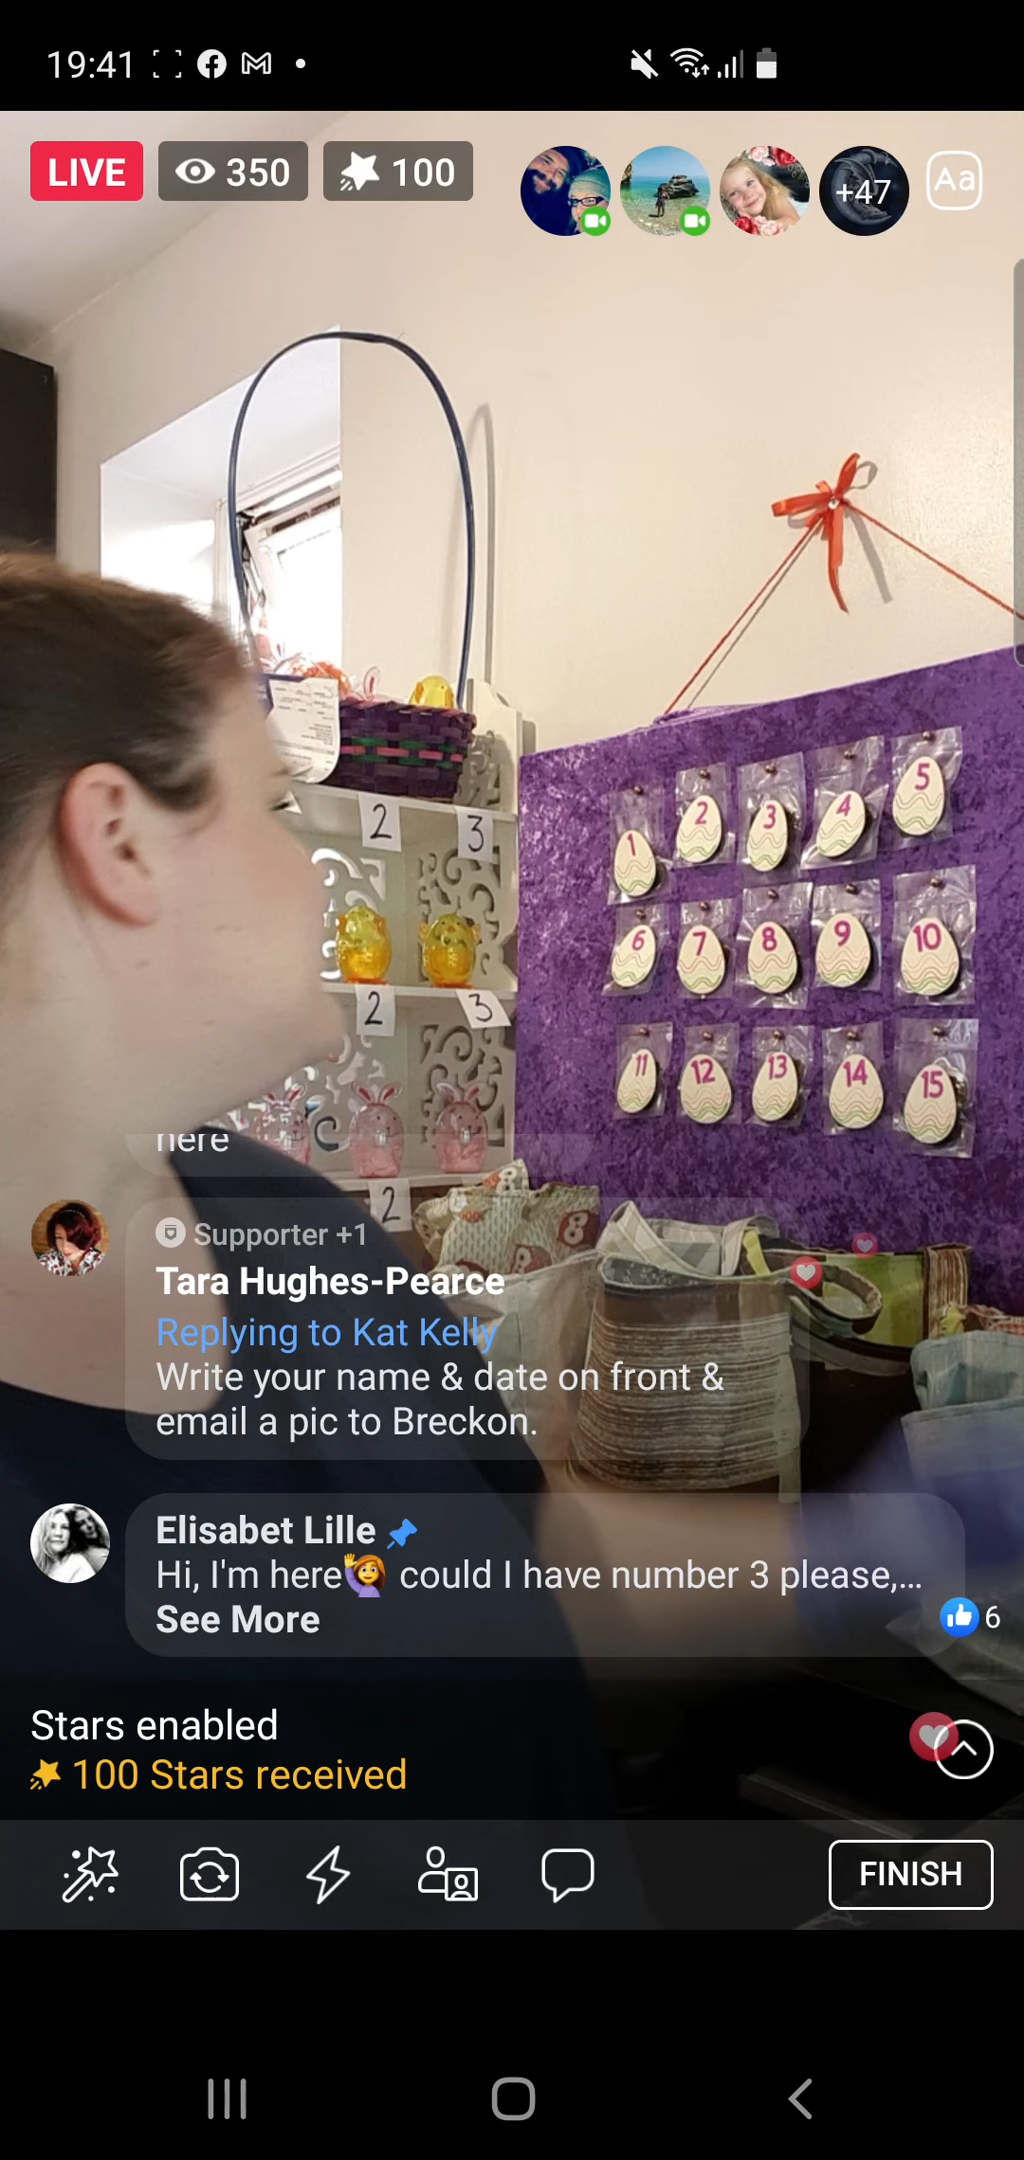 19:41
LIVE 350 100 +47 Aa
1 2 3 4 5
6 7 8 9 10
11 12 13 14 15
2 3
2 3
2
here
Supporter +1
Tara Hughes-Pearce
Replying to Kat Kelly
Write your name & date on front &
email a pic to Breckon.
Elisabet Lille
Hi, I'm here🙋‍♀️ could I have number 3 please,...
See More
6
Stars enabled
100 Stars received
FINISH